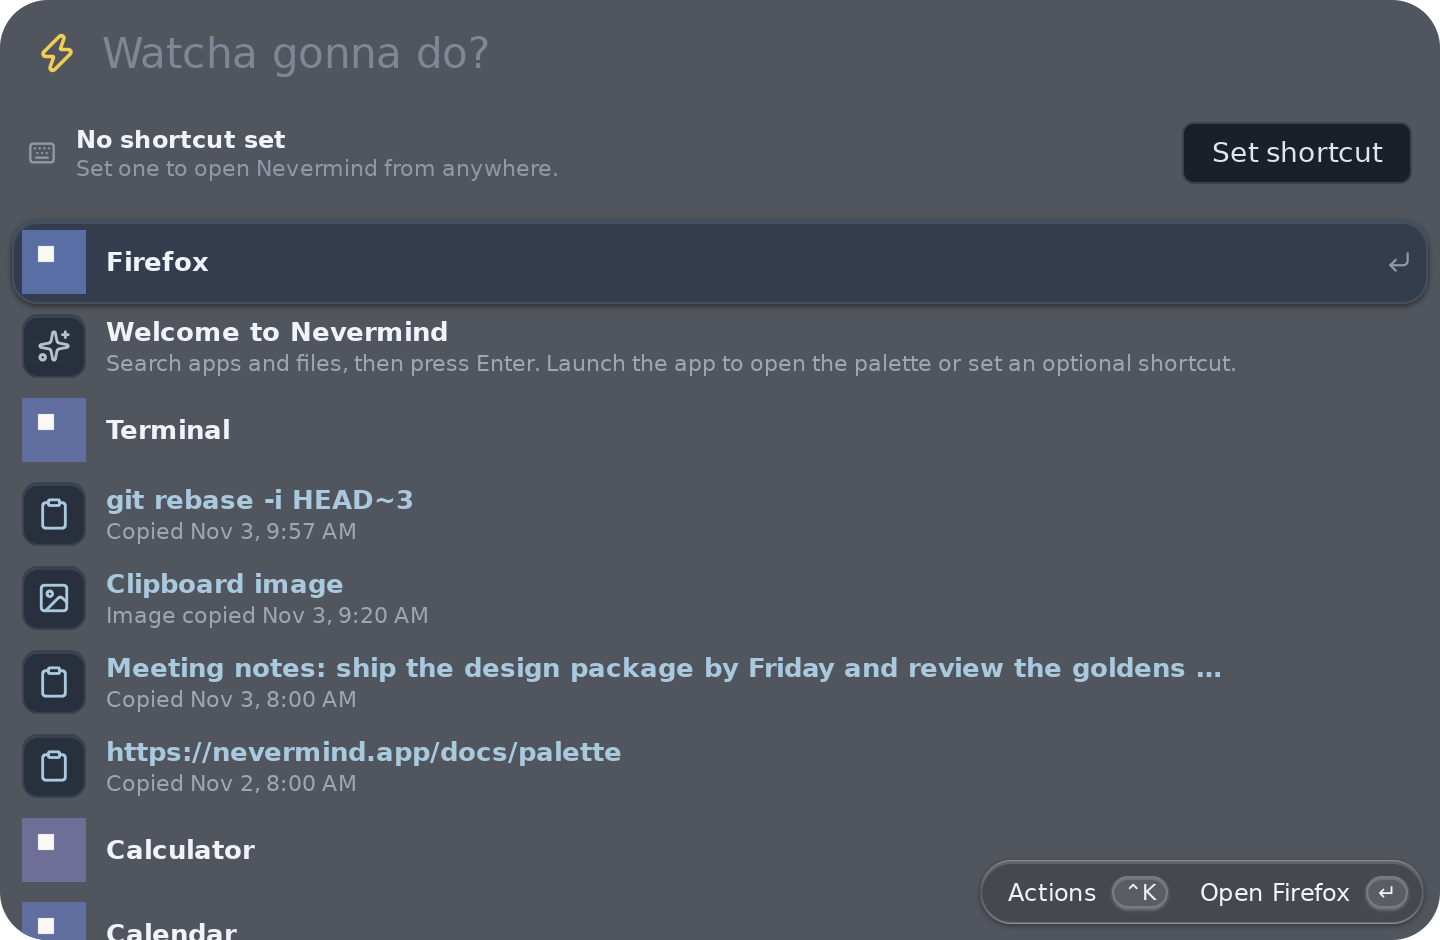 Watcha gonna do?
No shortcut set
Set one to open Nevermind from anywhere.
Set shortcut
Firefox
Welcome to Nevermind
Search apps and files, then press Enter. Launch the app to open the palette or set an optional shortcut.
Terminal
git rebase -i HEAD~3
Copied Nov 3, 9:57 AM
Clipboard image
Image copied Nov 3, 9:20 AM
Meeting notes: ship the design package by Friday and review the goldens …
Copied Nov 3, 8:00 AM
https://nevermind.app/docs/palette
Copied Nov 2, 8:00 AM
Calculator
Calendar
Actions ^K Open Firefox ↵